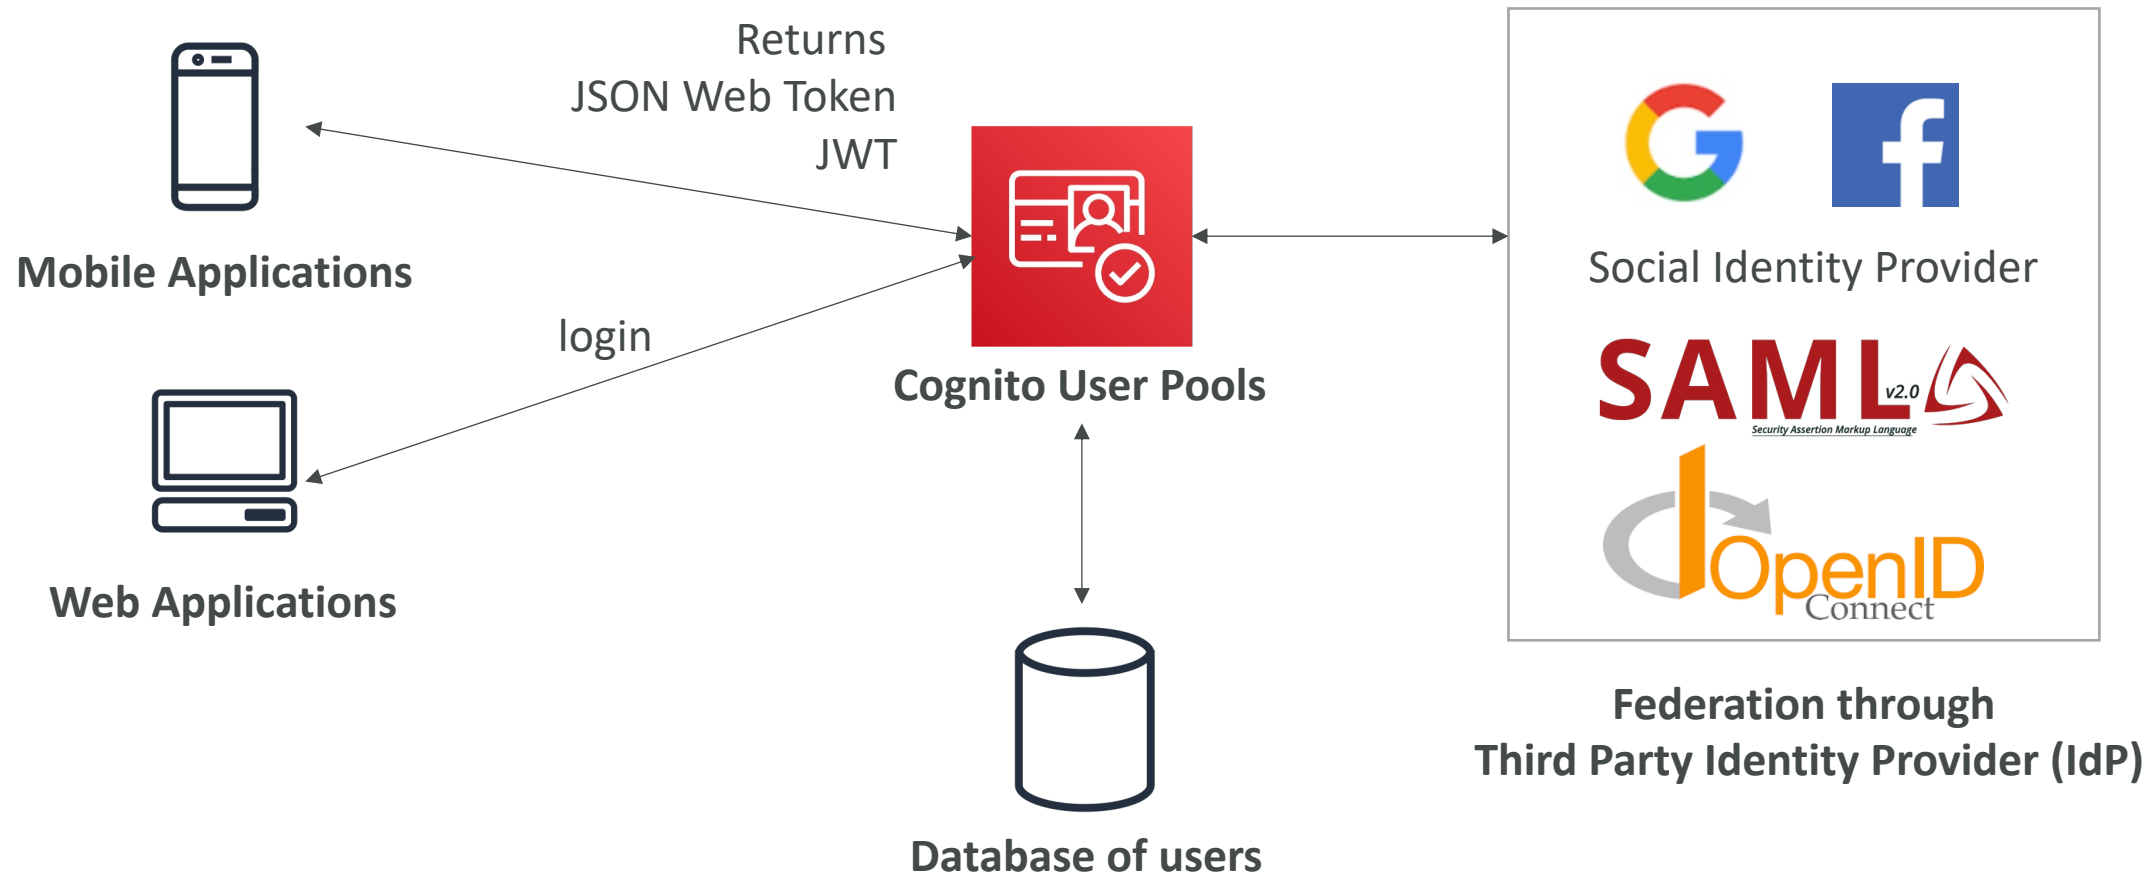 Returns
JSON Web Token
JWT
Mobile Applications
login
Web Applications
Cognito User Pools
Database of users
Social Identity Provider
SAML v2.0
Security Assertion Markup Language
OpenID
Connect
Federation through
Third Party Identity Provider (IdP)